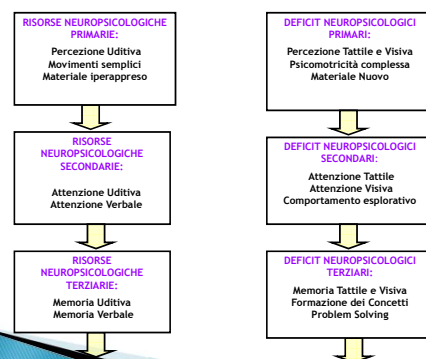 RISORSE NEUROPSICOLOGICHE
PRIMARIE:
Percezione Uditiva
Movimenti semplici
Materiale iperappreso
RISORSE
NEUROPSICOLOGICHE
SECONDARIE:
Attenzione Uditiva
Attenzione Verbale
RISORSE
NEUROPSICOLOGICHE
TERZIARIE:
Memoria Uditiva
Memoria Verbale
DEFICIT NEUROPSICOLOGICI
PRIMARI:
Percezione Tattile e Visiva
Psicomotricità complessa
Materiale Nuovo
DEFICIT NEUROPSICOLOGICI
SECONDARI:
Attenzione Tattile
Attenzione Visiva
Comportamento esplorativo
DEFICIT NEUROPSICOLOGICI
TERZIARI:
Memoria Tattile e Visiva
Formazione dei Concetti
Problem Solving